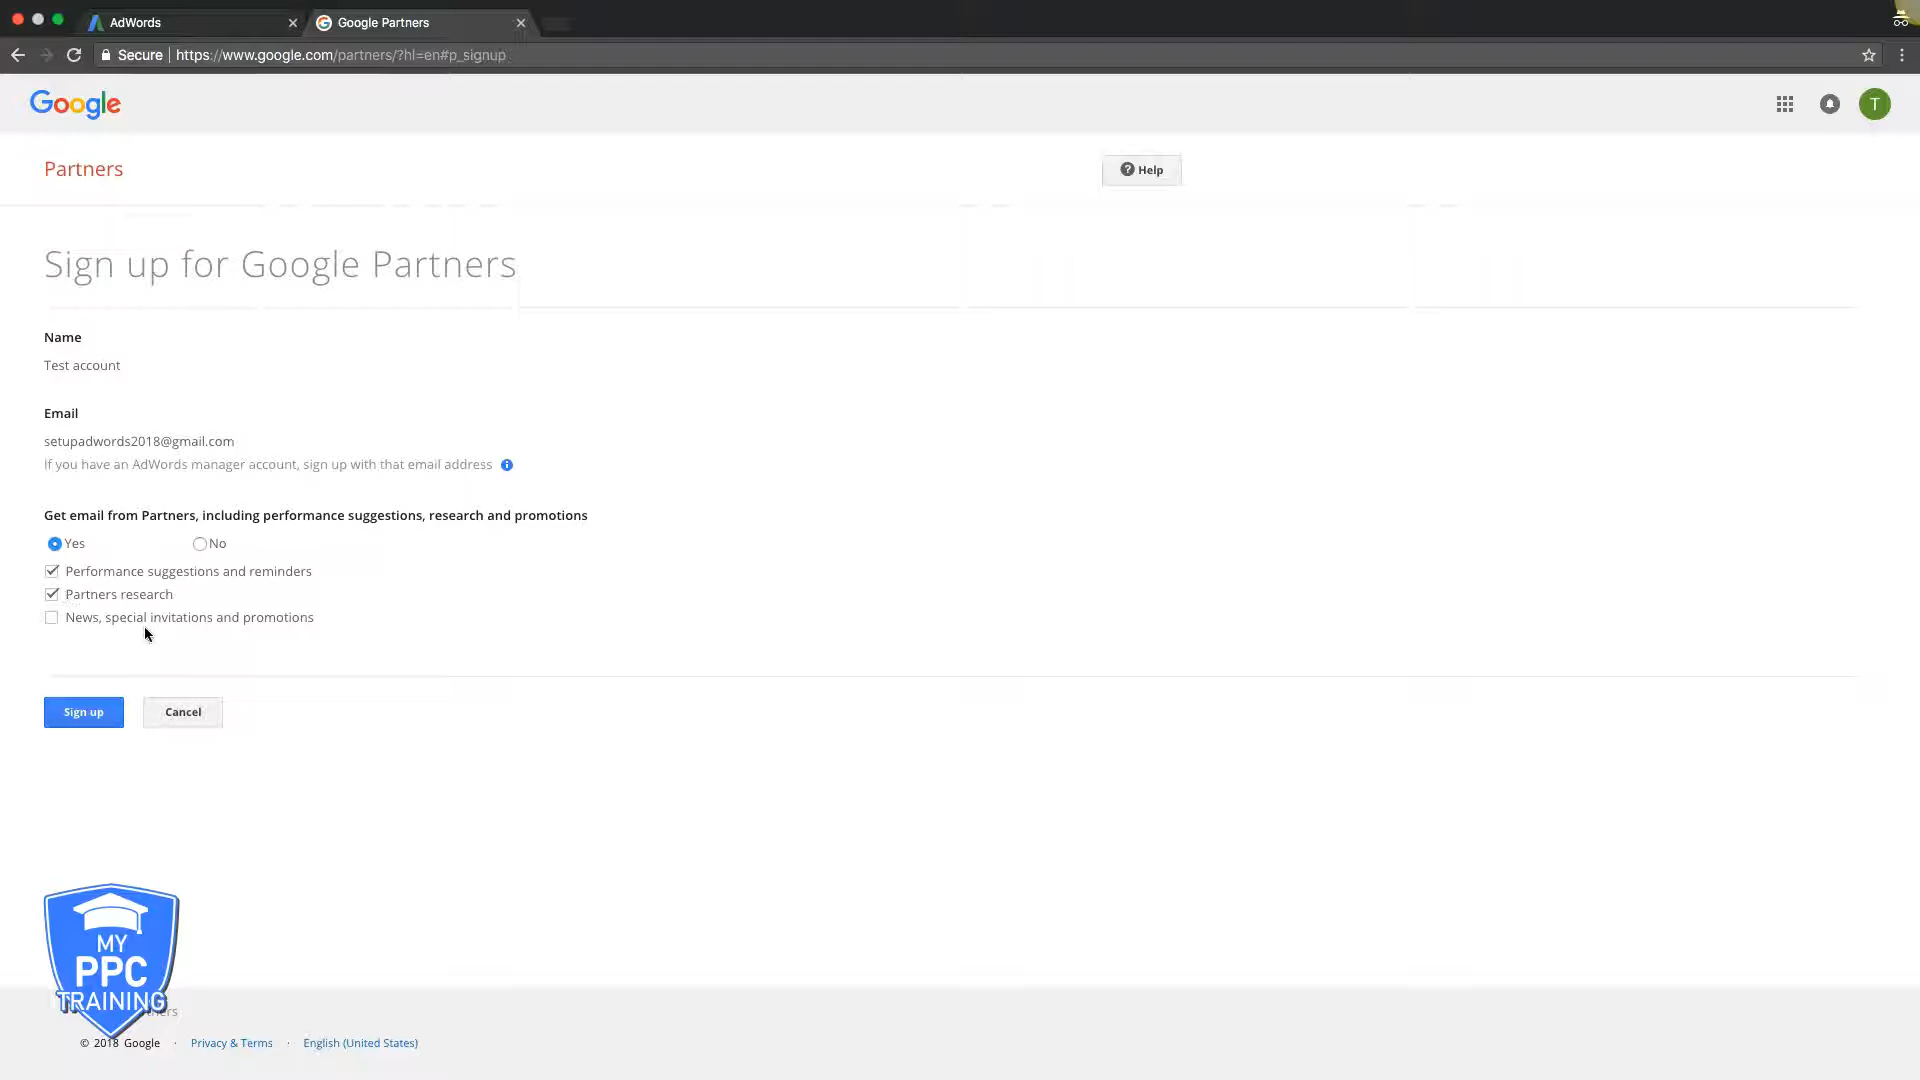 AdWords
Google Partners
Secure
https://www.google.com/partners/?hl=en#p_signup
Google
T
Partners
Help
Sign up for Google Partners
Name
Test account
Email
setupadwords2018@gmail.com
If you have an AdWords manager account, sign up with that email address
Get email from Partners, including performance suggestions, research and promotions
Yes No
Performance suggestions and reminders
Partners research
News, special invitations and promotions
Sign up Cancel
MY
PPC
TRAINING
© 2018 Google · Privacy & Terms · English (United States)